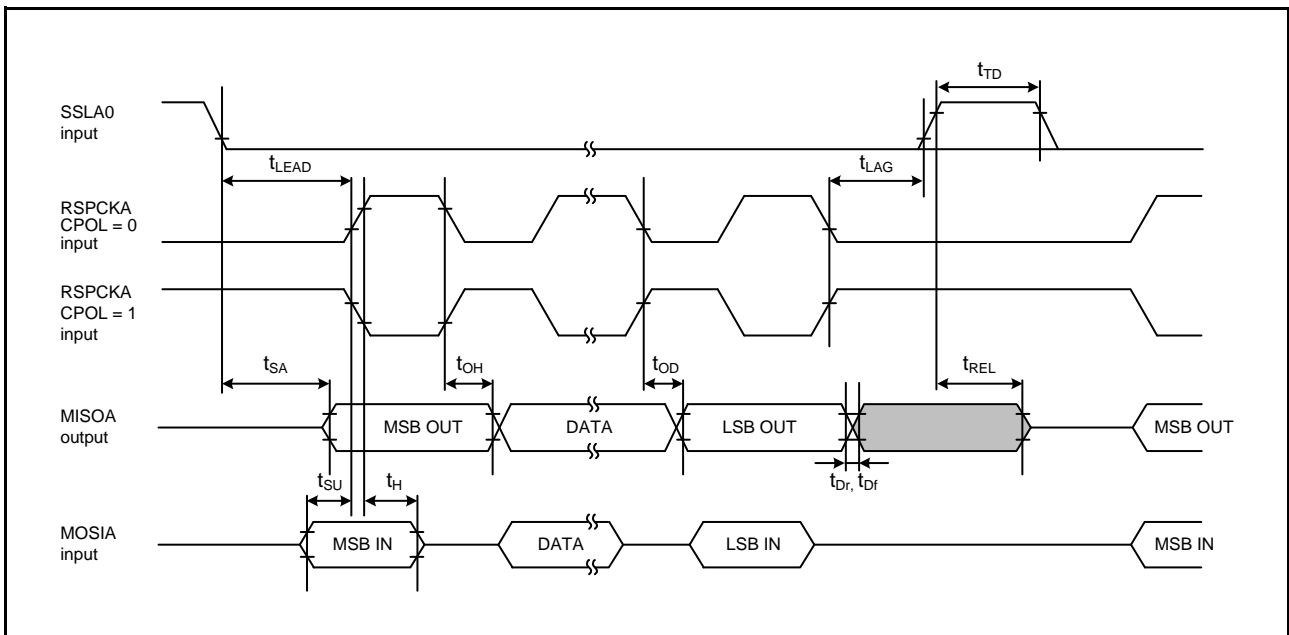 tTD
SSLA0
input
tLEAD
tLAG
RSPCKA
CPOL = 0
input
RSPCKA
CPOL = 1
input
tSA
tOH
tOD
tREL
MISOA
output
MSB OUT
DATA
LSB OUT
MSB OUT
tSU
tH
tDr, tDf
MOSIA
input
MSB IN
DATA
LSB IN
MSB IN